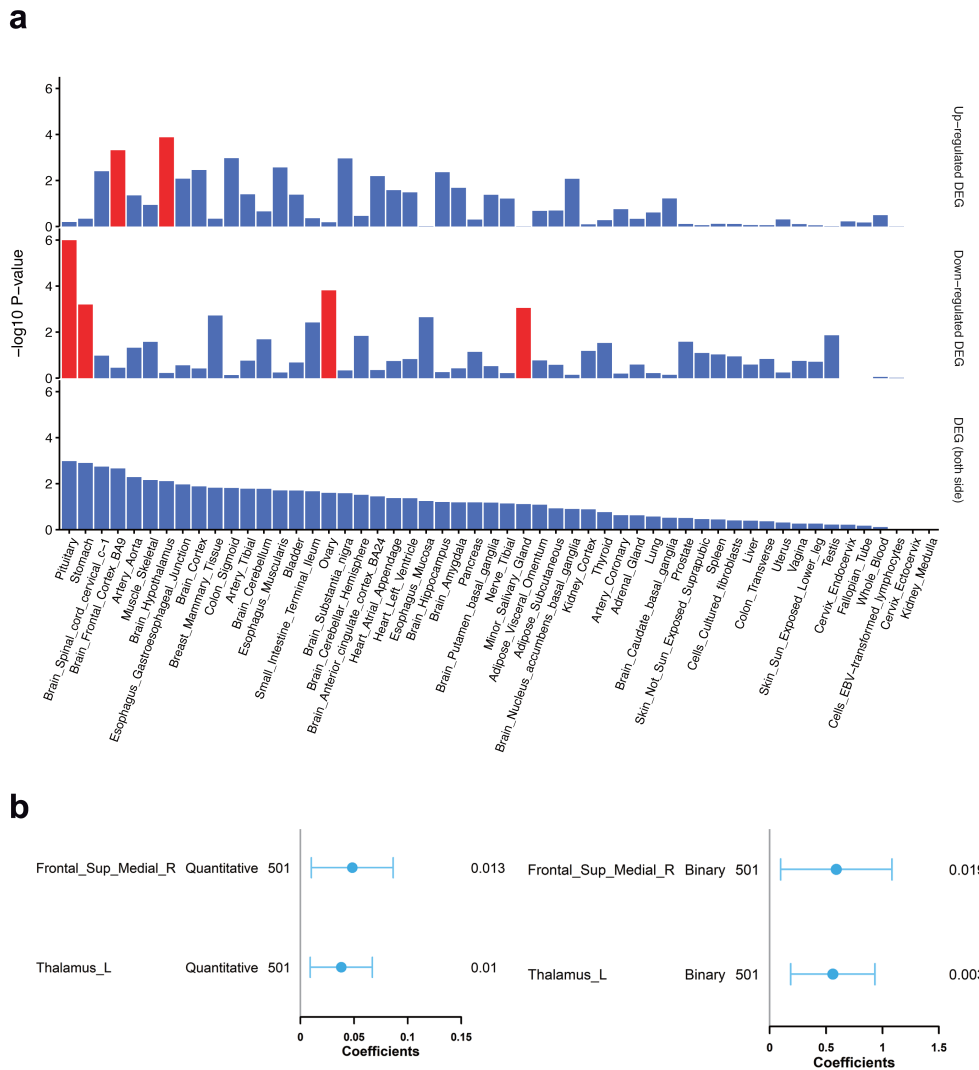 a
6
4
2
0
Up-regulated DEG
6
4
2
0
Down-regulated DEG
6
4
2
0
DEG (both side)
−log10 P-value
Pituitary
Stomach
Brain_Spinal_cord_cervical_c-1
Brain_Frontal_Cortex_BA9
Artery_Aorta
Muscle_Skeletal
Brain_Hypothalamus
Esophagus_Gastroesophageal_Junction
Brain_Cortex
Breast_Mammary_Tissue
Colon_Sigmoid
Artery_Tibial
Brain_Cerebellum
Esophagus_Muscularis
Bladder
Small_Intestine_Terminal_Ileum
Ovary
Brain_Substantia_nigra
Brain_Cerebellar_Hemisphere
Brain_Anterior_cingulate_cortex_BA24
Heart_Atrial_Appendage
Heart_Left_Ventricle
Esophagus_Mucosa
Brain_Hippocampus
Brain_Amygdala
Pancreas
Brain_Putamen_basal_ganglia
Nerve_Tibial
Minor_Salivary_Gland
Adipose_Visceral_Omentum
Adipose_Subcutaneous
Brain_Nucleus_accumbens_basal_ganglia
Kidney_Cortex
Thyroid
Artery_Coronary
Adrenal_Gland
Lung
Brain_Caudate_basal_ganglia
Prostate
Skin_Not_Sun_Exposed_Suprapubic
Spleen
Cells_Cultured_fibroblasts
Liver
Colon_Transverse
Uterus
Vagina
Skin_Sun_Exposed_Lower_leg
Testis
Cervix_Endocervix
Fallopian_Tube
Whole_Blood
Cells_EBV-transformed_lymphocytes
Cervix_Ectocervix
Kidney_Medulla
b
Frontal_Sup_Medial_R Quantitative 501 0.013
Thalamus_L Quantitative 501 0.01
0 0.05 0.1 0.15
Coefficients
Frontal_Sup_Medial_R Binary 501 0.019
Thalamus_L Binary 501 0.003
0 0.5 1 1.5
Coefficients